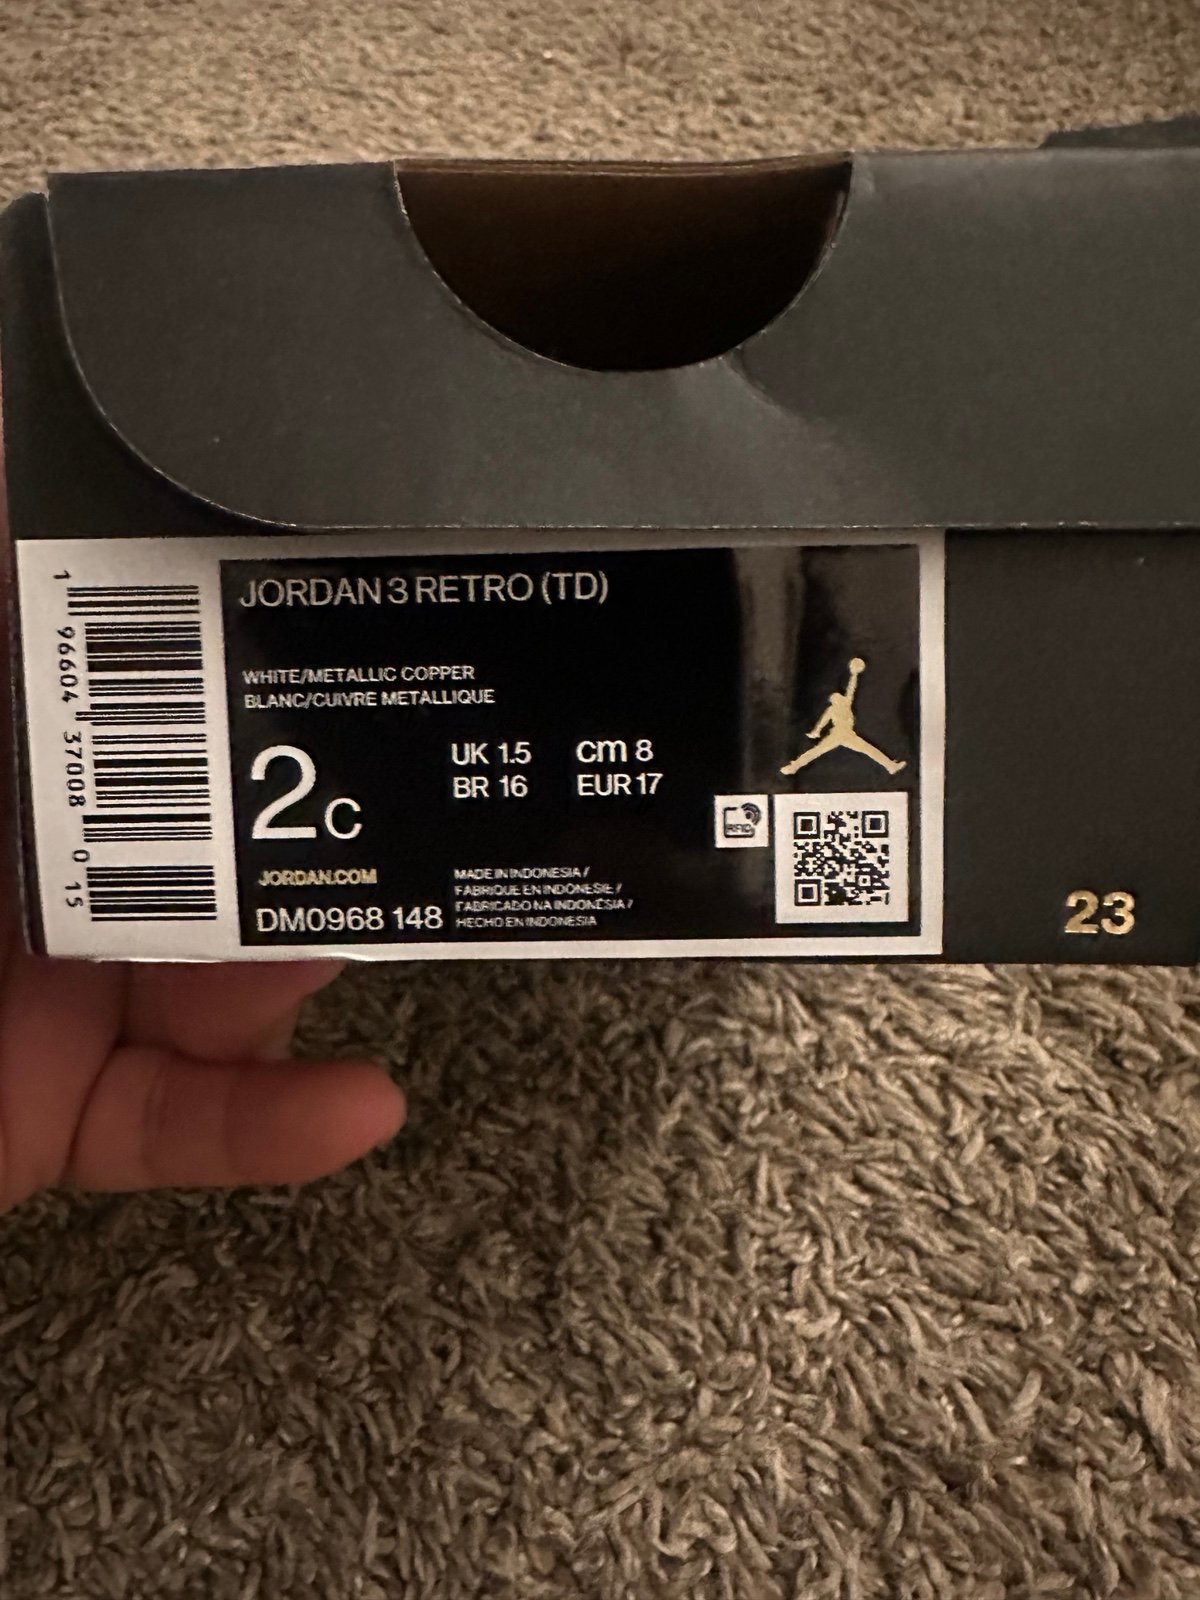 JORDAN 3 RETRO (TD)
WHITE/METALLIC COPPER
BLANC/CUIVRE METALLIQUE
2C
UK 1.5 cm 8
BR 16 EUR 17
JORDAN.COM
DM0968 148
MADE IN INDONESIA /
FABRIQUE EN INDONESIE /
FABRICADO NA INDONESIA /
HECHO EN INDONESIA
RFID
1 96604 37008 0 15
23